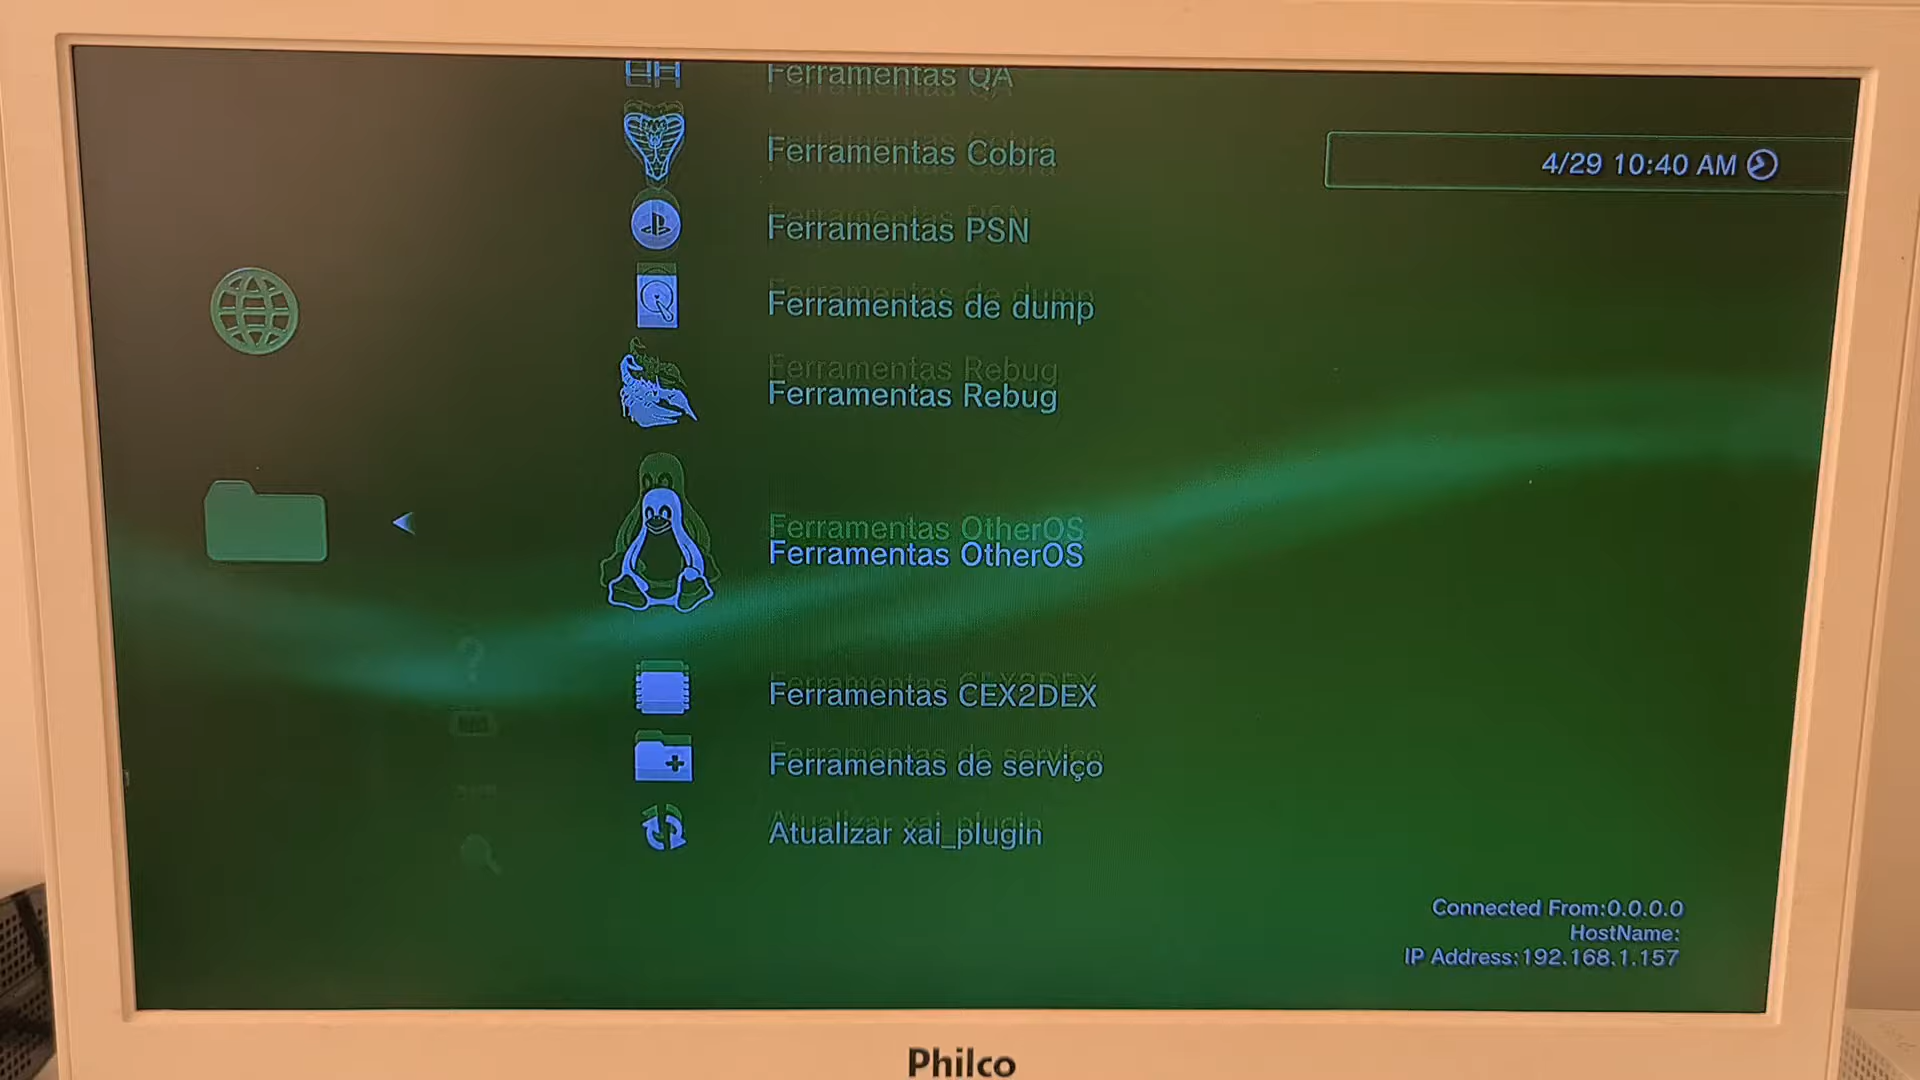 Ferramentas QA
Ferramentas Cobra
4/29 10:40 AM
Ferramentas PSN
Ferramentas de dump
Ferramentas Rebug
Ferramentas OtherOS
Ferramentas CEX2DEX
Ferramentas de serviço
Atualizar xai_plugin
Connected From:0.0.0.0
HostName:
IP Address:192.168.1.157
Philco